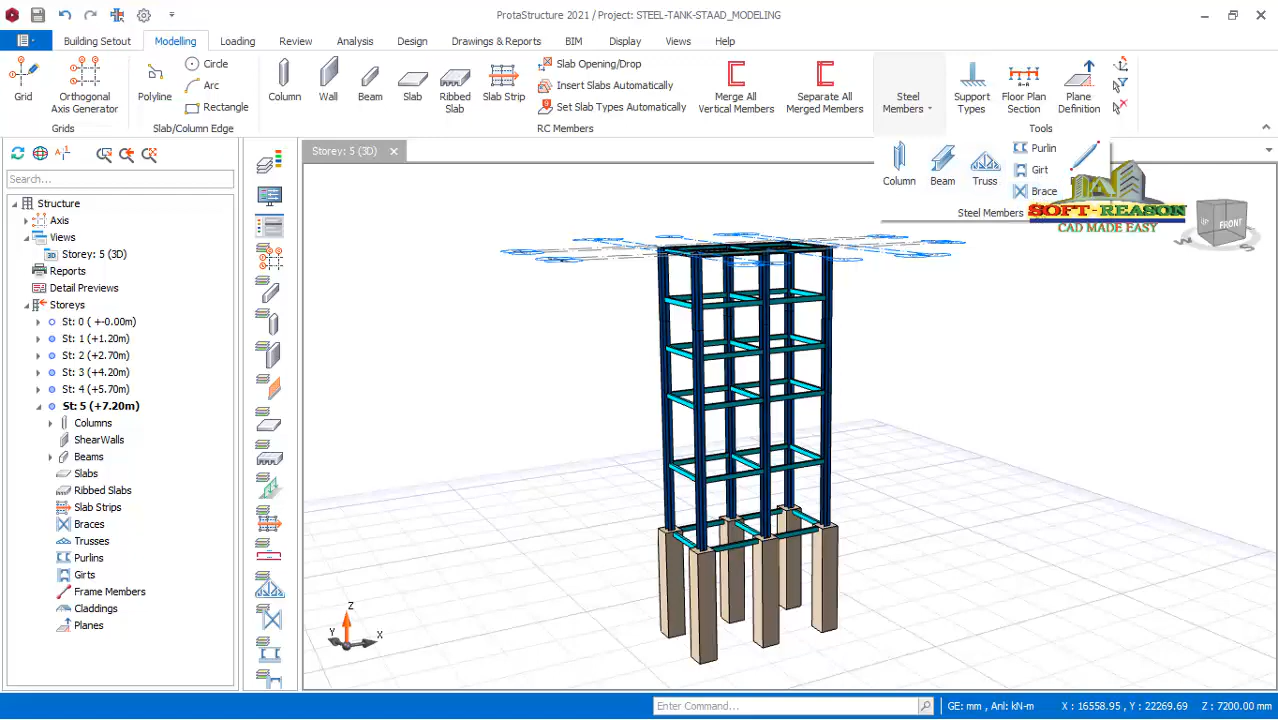 ProtaStructure 2021 / Project: STEEL-TANK-STAAD_MODELING
Building Setout
Modelling
Loading
Review
Analysis
Design
Drawings & Reports
BIM
Display
Views
Help
Grid
Orthogonal
Axis Generator
Grids
Polyline
Circle
Arc
Rectangle
Slab/Column Edge
Column
Wall
Beam
Slab
Ribbed
Slab
Slab Strip
Slab Opening/Drop
Insert Slabs Automatically
Set Slab Types Automatically
RC Members
Merge All
Vertical Members
Separate All
Merged Members
Steel
Members
Support
Types
Floor Plan
Section
Plane
Definition
Tools
Column
Beam
Truss
Purlin
Girt
Brace
Steel Members
SOFT-REASON
CAD MADE EASY
UP
FRONT
W
S
Search...
Structure
Axis
Views
3D Storey: 5 (3D)
Reports
Detail Previews
Storeys
St: 0 ( +-0.00m)
St: 1 (+1.20m)
St: 2 (+2.70m)
St: 3 (+4.20m)
St: 4 (+5.70m)
St: 5 (+7.20m)
Columns
ShearWalls
Beams
Slabs
Ribbed Slabs
Slab Strips
Braces
Trusses
Purlins
Girts
Frame Members
Claddings
Planes
Storey: 5 (3D)
Z
Y
X
Enter Command...
GE: mm , Anl: kN-m
X : 16558.95 , Y : 22269.69
Z : 7200.00 mm